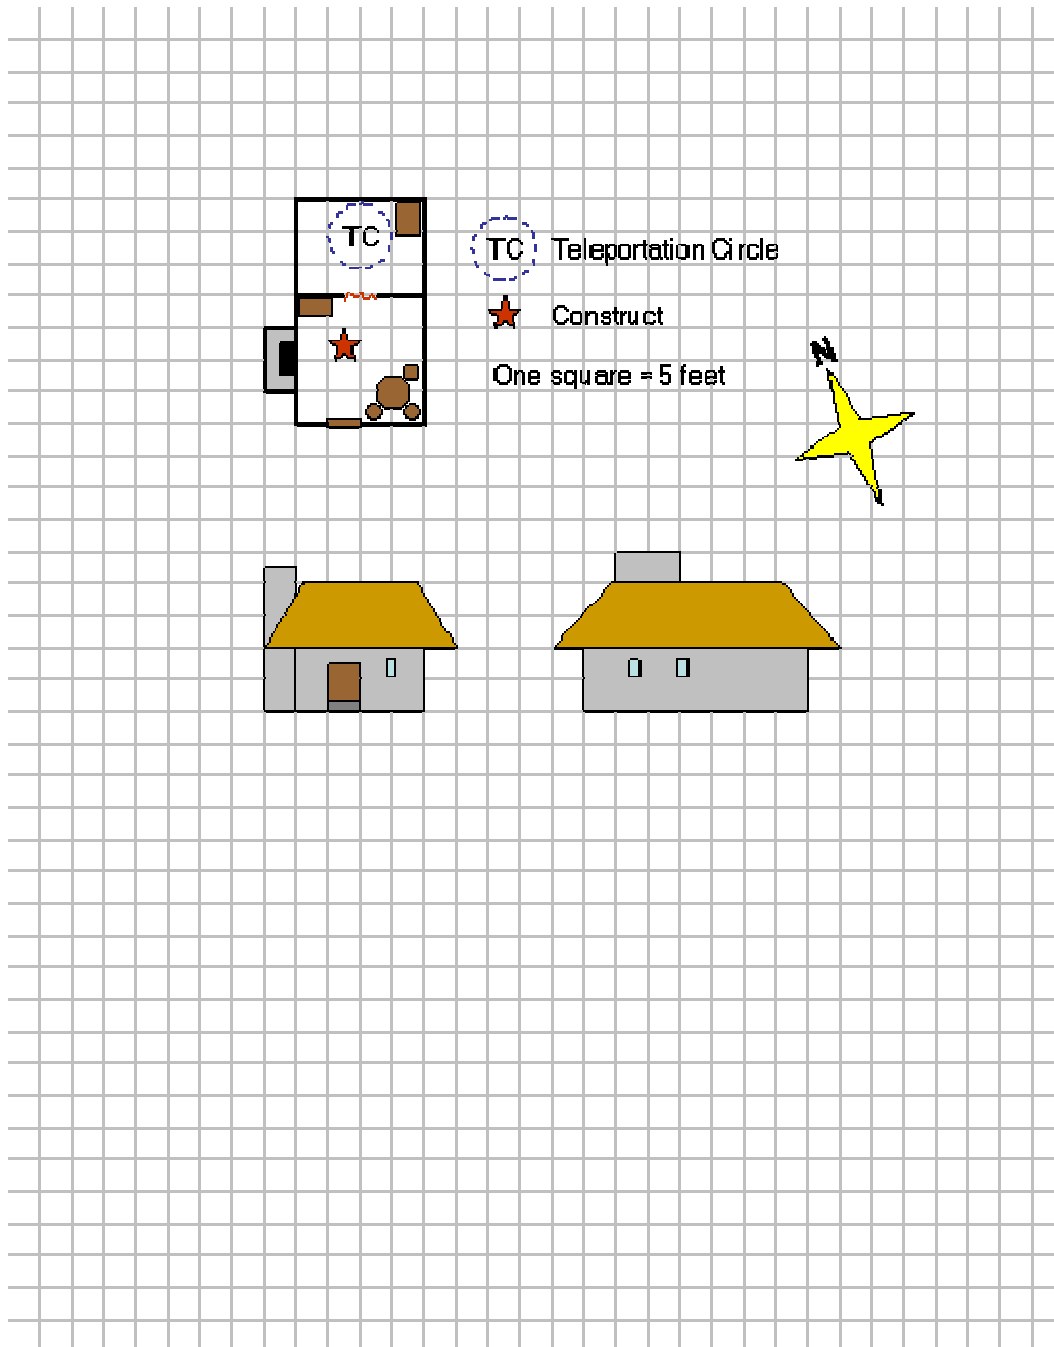 TC
TC Teleportation Circle
Construct
One square = 5 feet
N